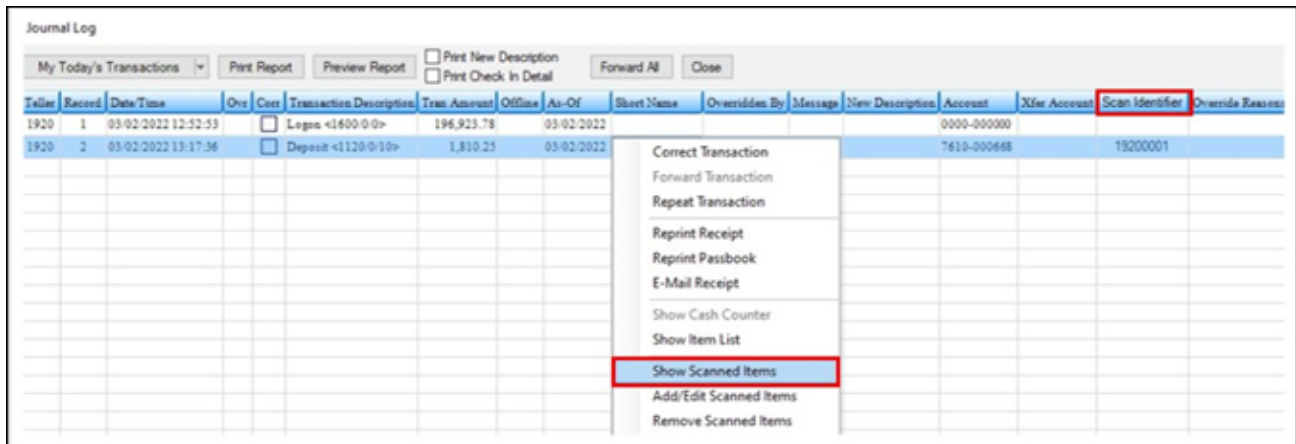 Journal Log
My Today's Transactions Print Report Preview Report Print New Description Forward All Close
Print Check In Detail
Teller Record Date/Time Ovr Corr Transaction Description Tran Amount Offline As-Of Short Name Overridden By Message New Description Account Xfer Account Scan Identifier Override Reasons
1920 1 03/02/2022 12:52:53 Logon <1600/0/0> 196,923.78 03/02/2022 0000-000000
1920 2 03/02/2022 13:17:36 Deposit <1120/0/10> 1,810.25 03/02/2022 7610-000668 19200001
Correct Transaction
Forward Transaction
Repeat Transaction
Reprint Receipt
Reprint Passbook
E-Mail Receipt
Show Cash Counter
Show Item List
Show Scanned Items
Add/Edit Scanned Items
Remove Scanned Items